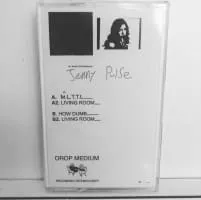 Jenny Pulse
A. M.L.T.T.L.
A2. LIVING ROOM
B. HOW DUMB
B2. LIVING ROOM
DROP MEDIUM